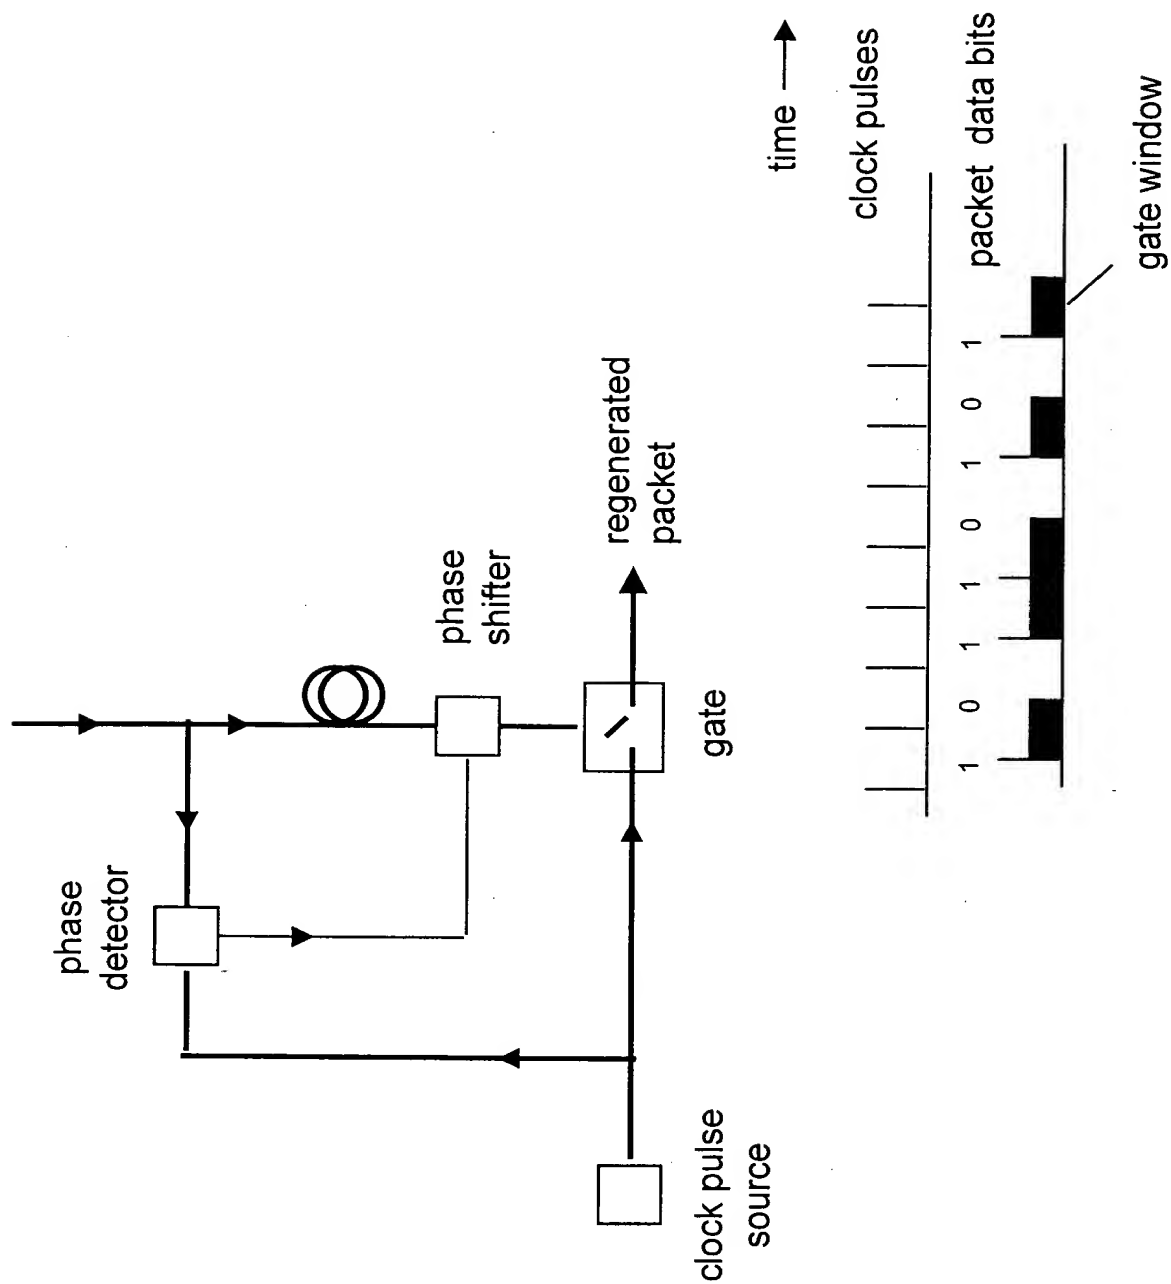 phase
detector
phase
shifter
clock pulse
source
gate
regenerated
packet
time
clock pulses
packet data bits
1 0 1 1 0 1 0 1
gate window